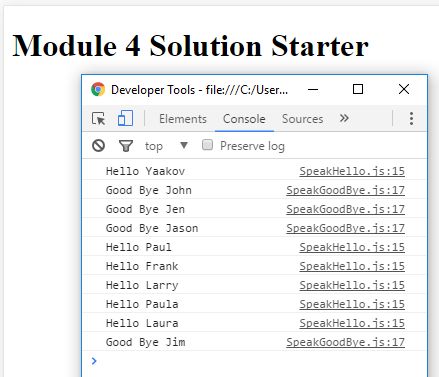 Module 4 Solution Starter
Developer Tools - file:///C:/User...
Elements Console Sources »
top ▼ Preserve log
Hello Yaakov SpeakHello.js:15
Good Bye John SpeakGoodBye.js:17
Good Bye Jen SpeakGoodBye.js:17
Good Bye Jason SpeakGoodBye.js:17
Hello Paul SpeakHello.js:15
Hello Frank SpeakHello.js:15
Hello Larry SpeakHello.js:15
Hello Paula SpeakHello.js:15
Hello Laura SpeakHello.js:15
Good Bye Jim SpeakGoodBye.js:17